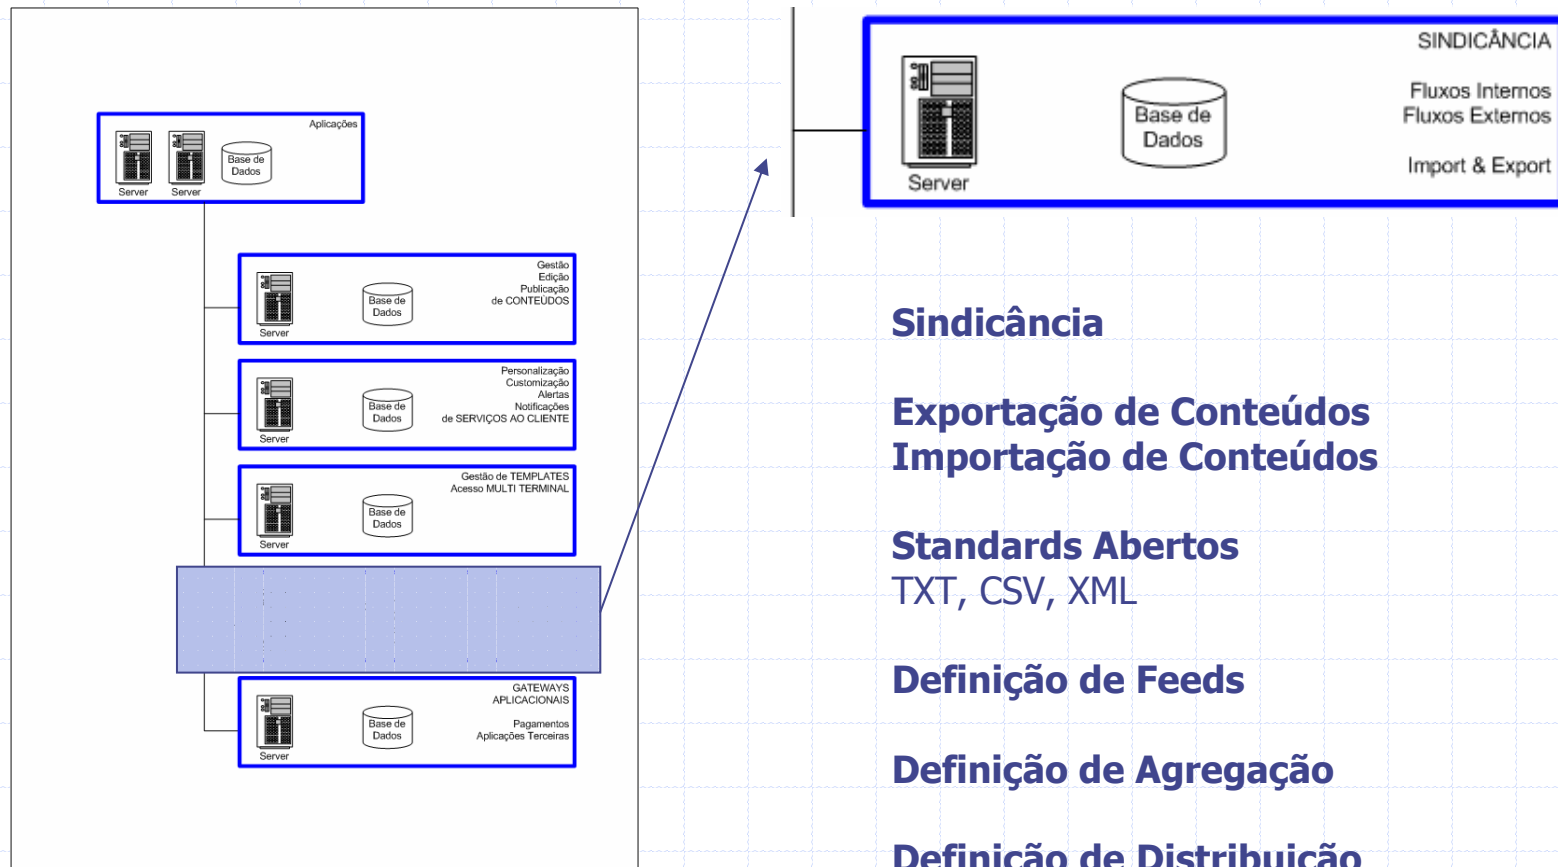 Aplicações
Base de
Dados
Server
Server
Gestão
Edição
Publicação
de CONTEÚDOS
Base de
Dados
Server
Personalização
Customização
Alertas
Notificações
de SERVIÇOS AO CLIENTE
Base de
Dados
Server
Gestão de TEMPLATES
Acesso MULTI TERMINAL
Base de
Dados
Server
GATEWAYS
APLICACIONAIS
Pagamentos
Aplicações Terceiras
Base de
Dados
Server
SINDICÂNCIA
Fluxos Internos
Fluxos Externos
Import & Export
Base de
Dados
Server
Sindicância
Exportação de Conteúdos
Importação de Conteúdos
Standards Abertos
TXT, CSV, XML
Definição de Feeds
Definição de Agregação
Definição de Distribuição